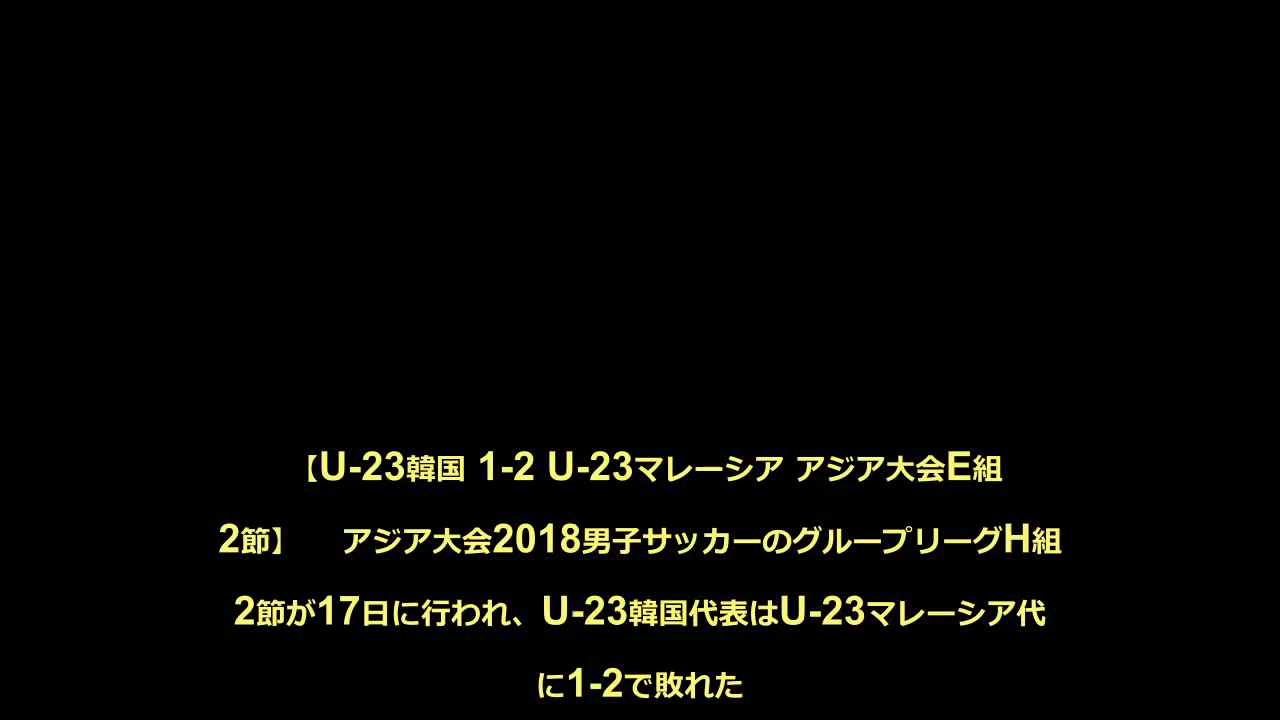 【U-23韓国 1-2 U-23マレーシア アジア大会E組
2節】　アジア大会2018男子サッカーのグループリーグH組
2節が17日に行われ、U-23韓国代表はU-23マレーシア代
に1-2で敗れた